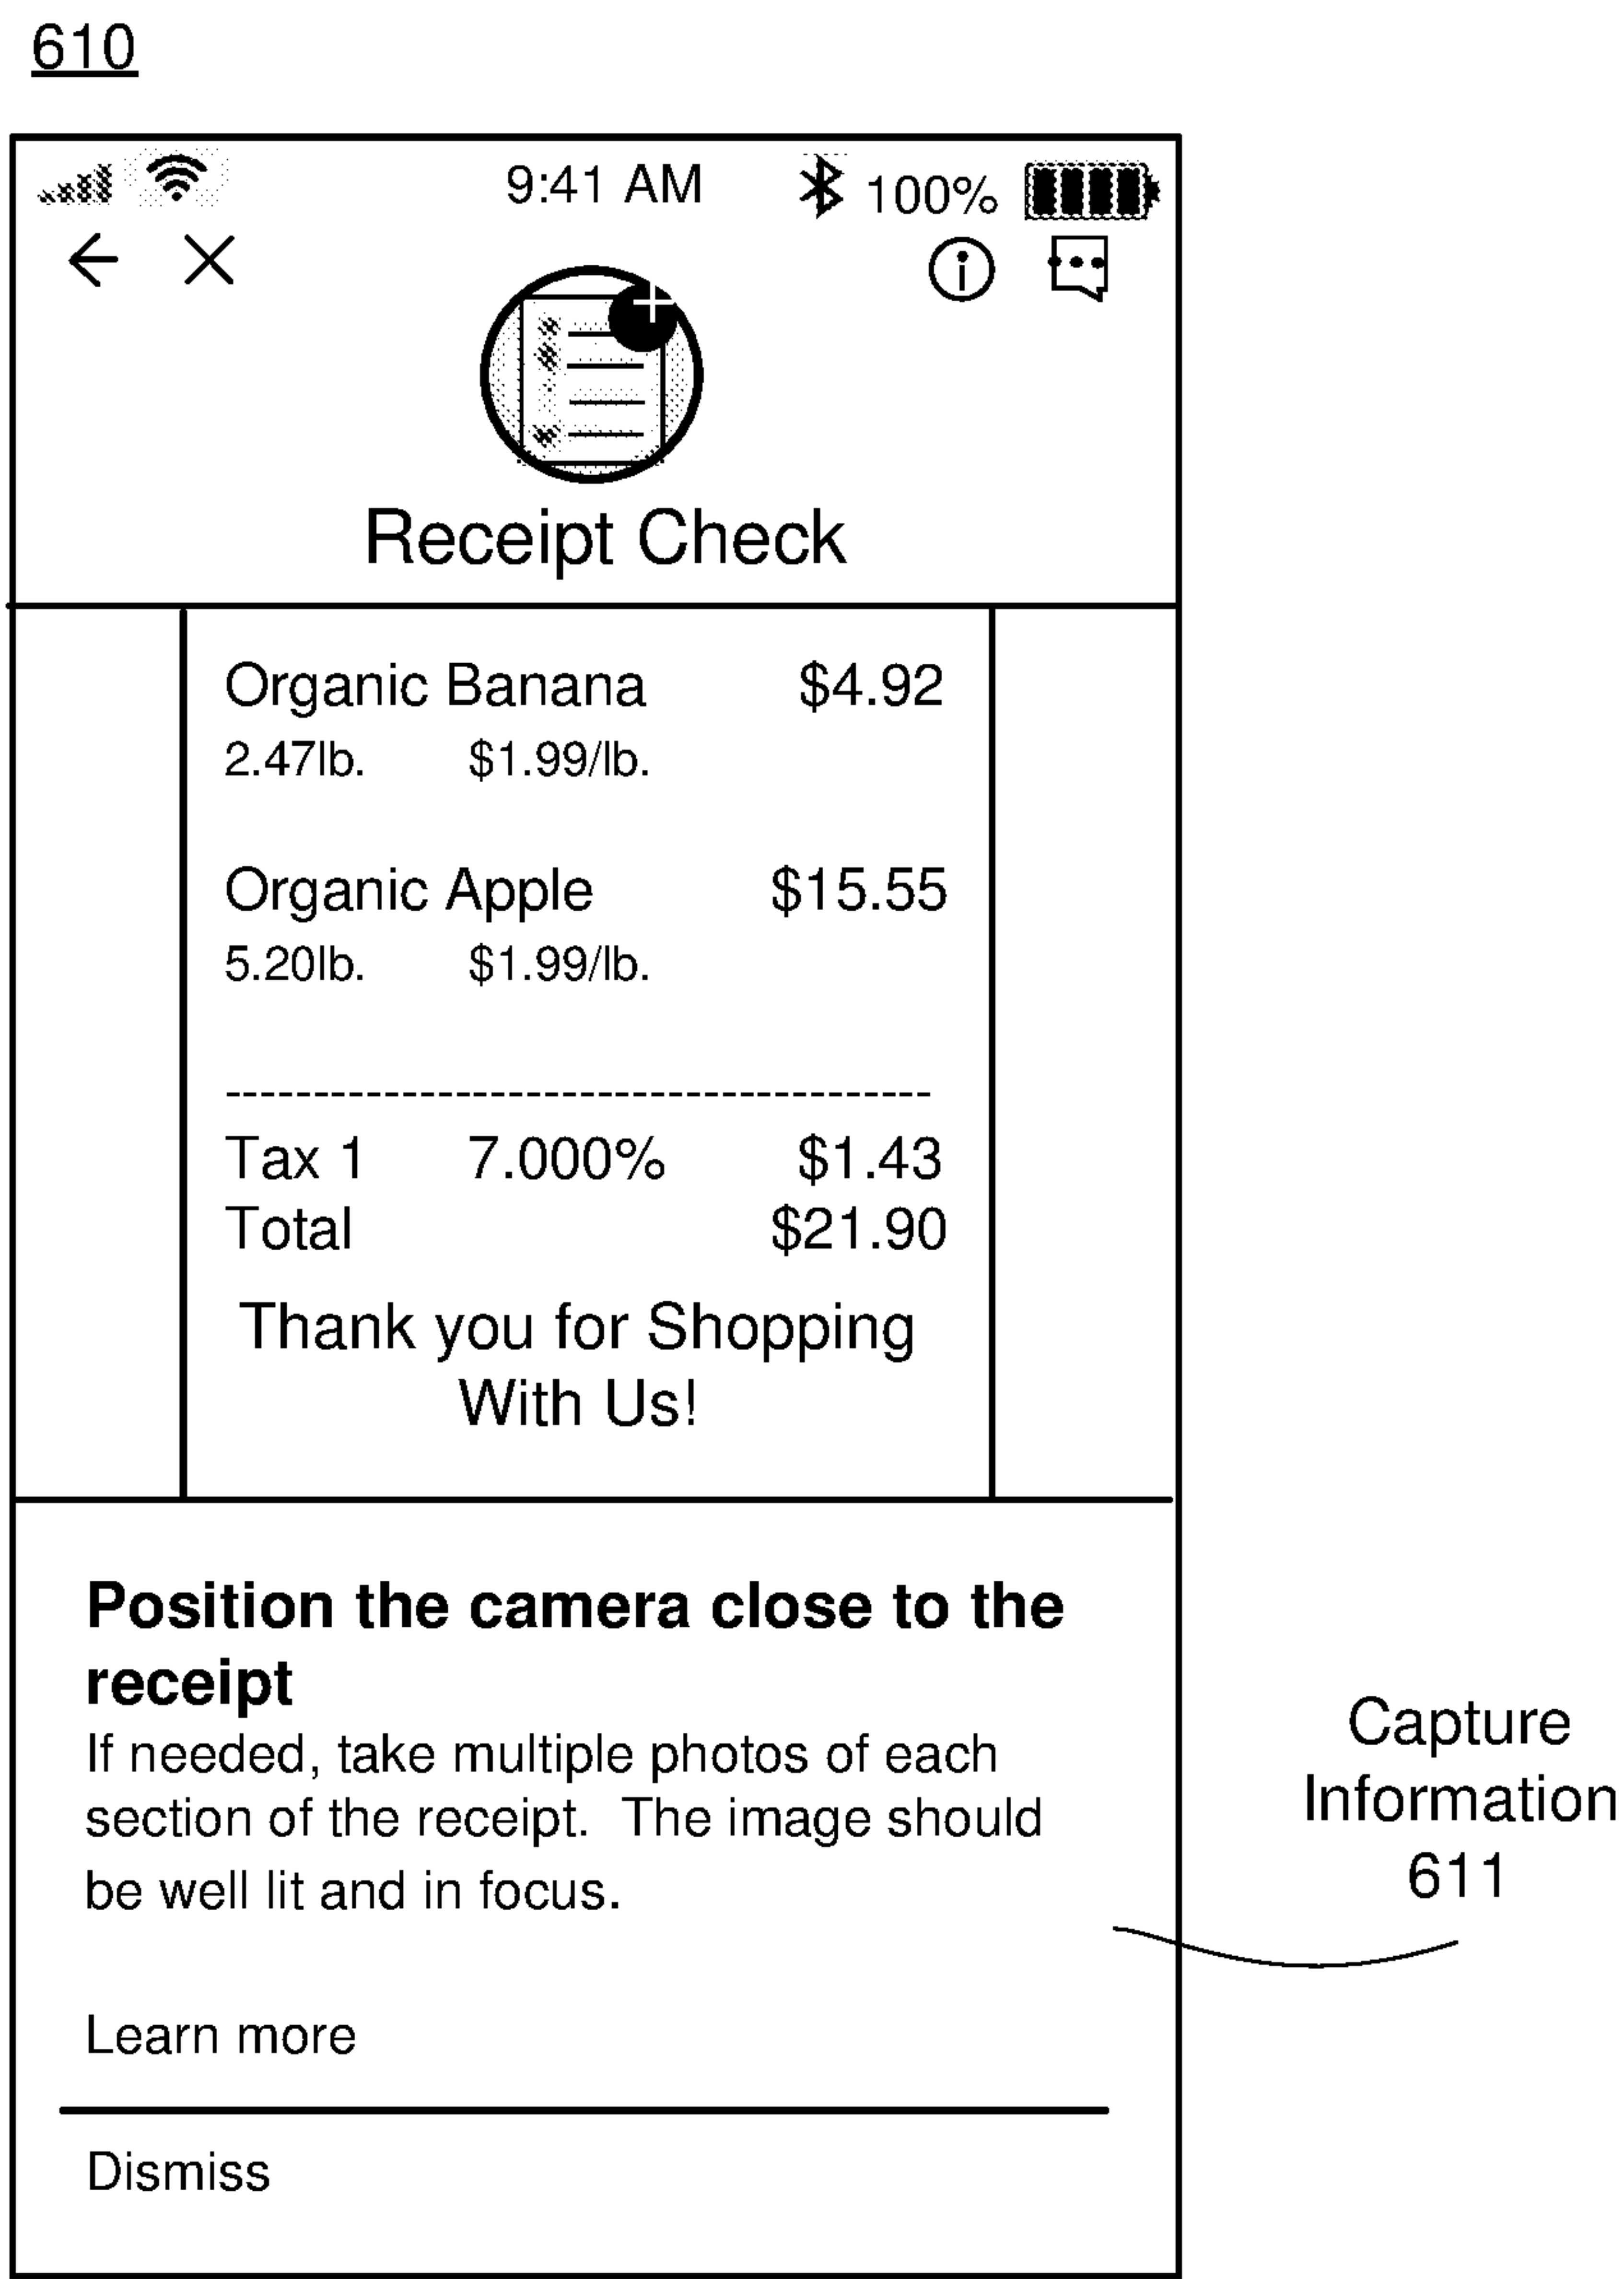 610
9:41 AM 100%
Receipt Check
Organic Banana $4.92
2.47lb. $1.99/lb.
Organic Apple $15.55
5.20lb. $1.99/lb.
----------------------------------------
Tax 1 7.000% $1.43
Total $21.90
Thank you for Shopping
With Us!
Position the camera close to the
receipt
If needed, take multiple photos of each
section of the receipt. The image should
be well lit and in focus.
Learn more
Dismiss
Capture
Information
611